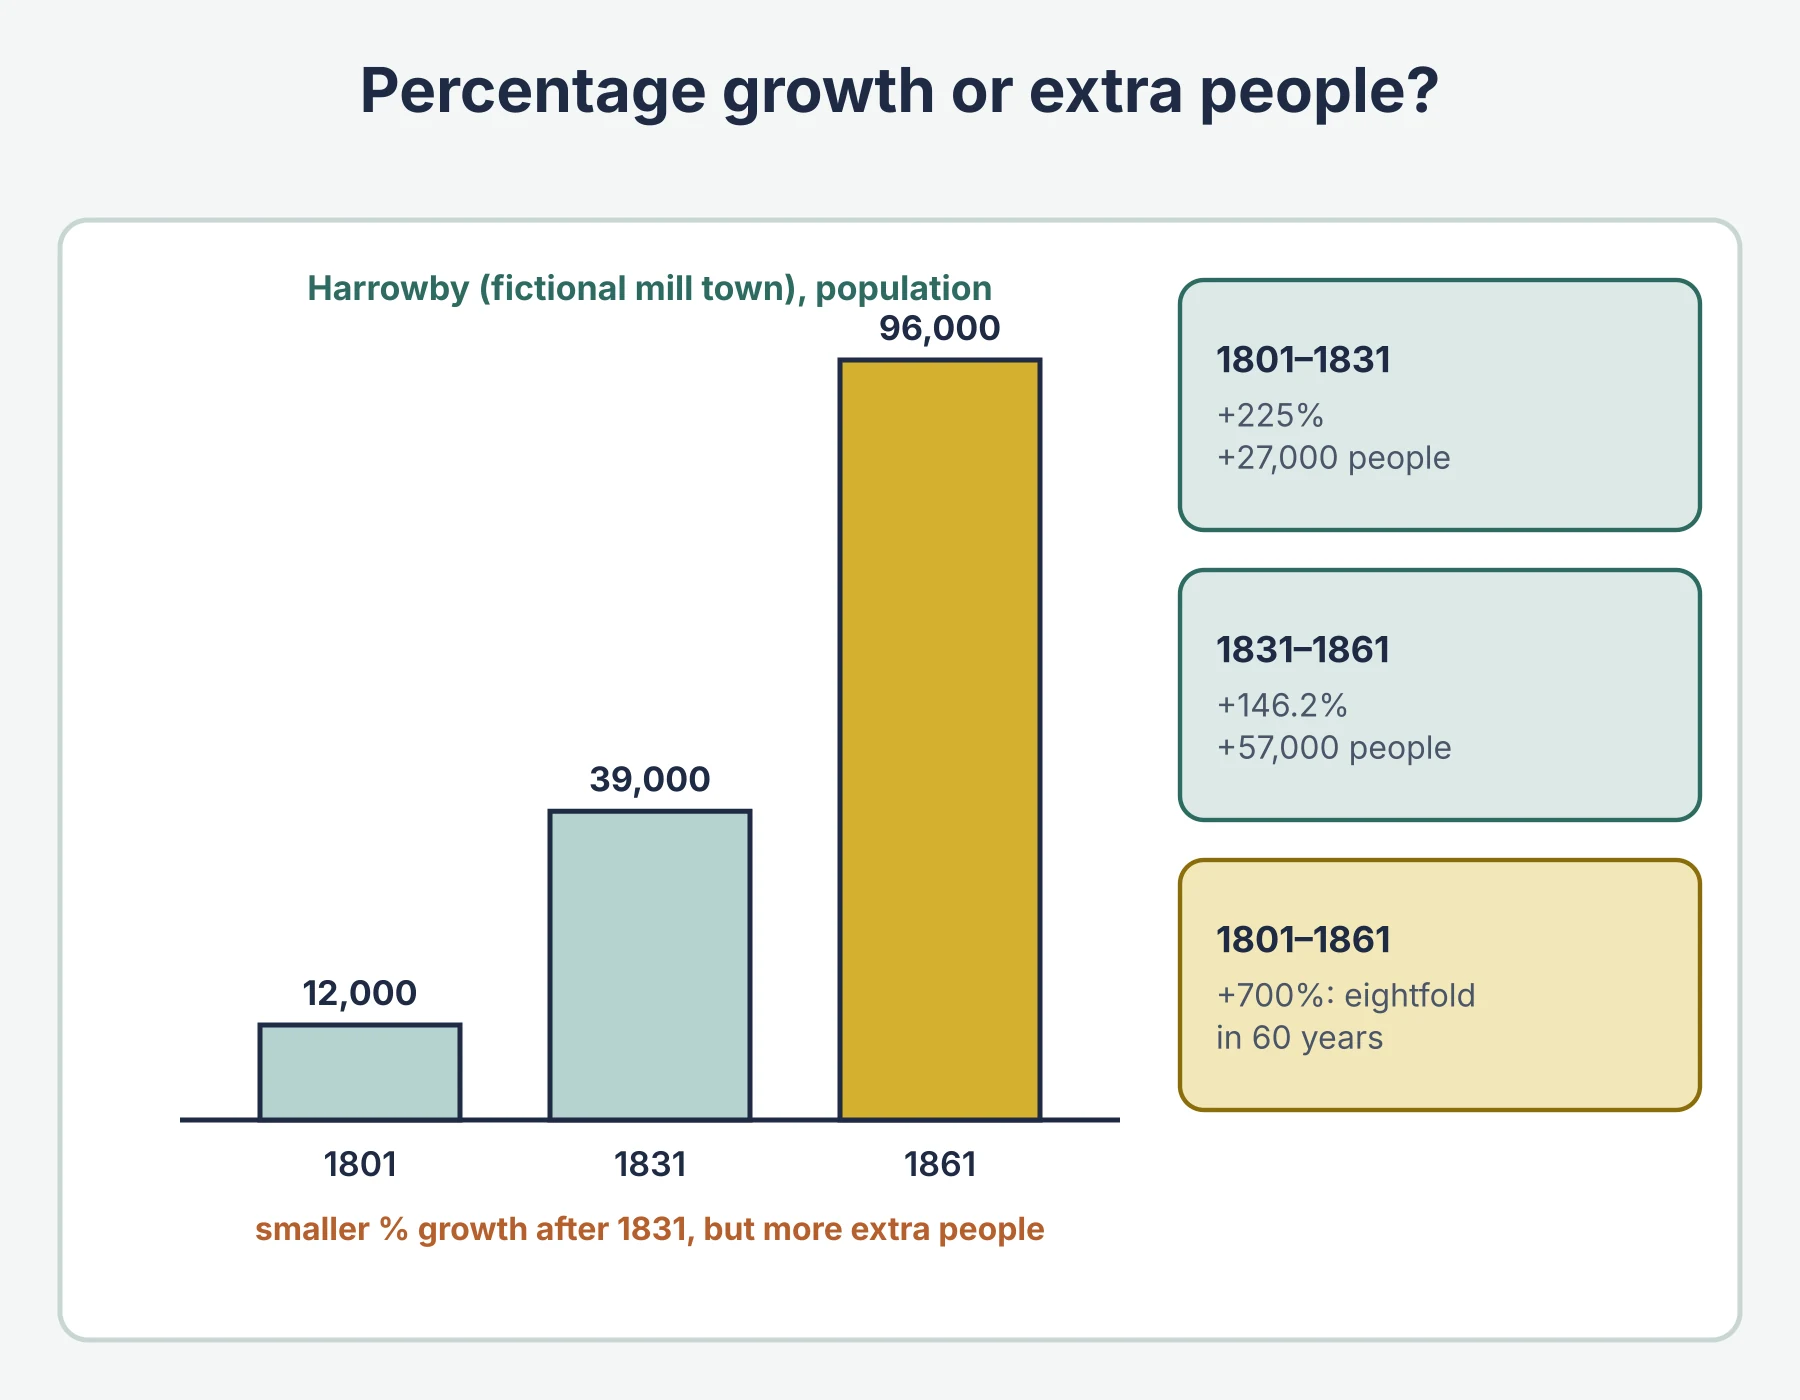 Percentage growth or extra people?
Harrowby (fictional mill town), population
96,000
39,000
12,000
1801
1831
1861
smaller % growth after 1831, but more extra people
1801–1831
+225%
+27,000 people
1831–1861
+146.2%
+57,000 people
1801–1861
+700%: eightfold
in 60 years